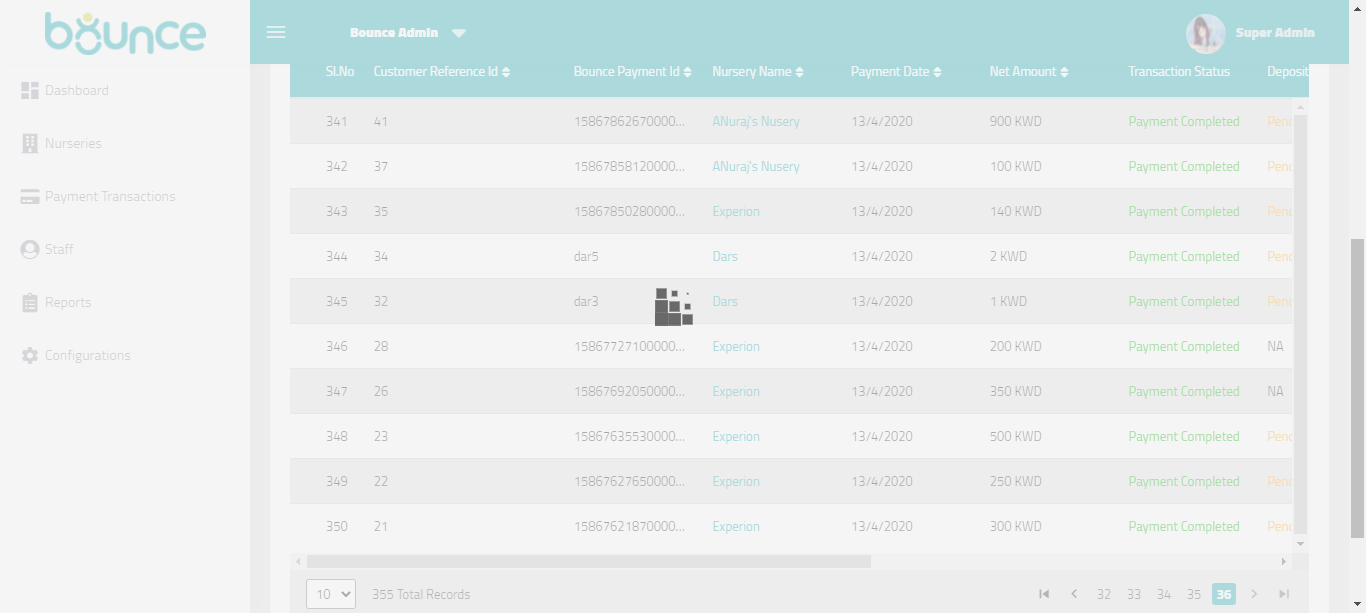 bounce
Bounce Admin
Super Admin
Dashboard
Nurseries
Payment Transactions
Staff
Reports
Configurations
Sl.No Customer Reference Id Bounce Payment Id Nursery Name Payment Date Net Amount Transaction Status Deposit
341 41 15867862670000... ANuraj's Nusery 13/4/2020 900 KWD Payment Completed Pend
342 37 15867858120000... ANuraj's Nusery 13/4/2020 100 KWD Payment Completed Pend
343 35 15867850280000... Experion 13/4/2020 140 KWD Payment Completed Pend
344 34 dar5 Dars 13/4/2020 2 KWD Payment Completed Pend
345 32 dar3 Dars 13/4/2020 1 KWD Payment Completed Pend
346 28 15867727100000... Experion 13/4/2020 200 KWD Payment Completed NA
347 26 15867692050000... Experion 13/4/2020 350 KWD Payment Completed NA
348 23 15867635530000... Experion 13/4/2020 500 KWD Payment Completed Pend
349 22 15867627650000... Experion 13/4/2020 250 KWD Payment Completed Pend
350 21 15867621870000... Experion 13/4/2020 300 KWD Payment Completed Pend
10 355 Total Records 32 33 34 35 36